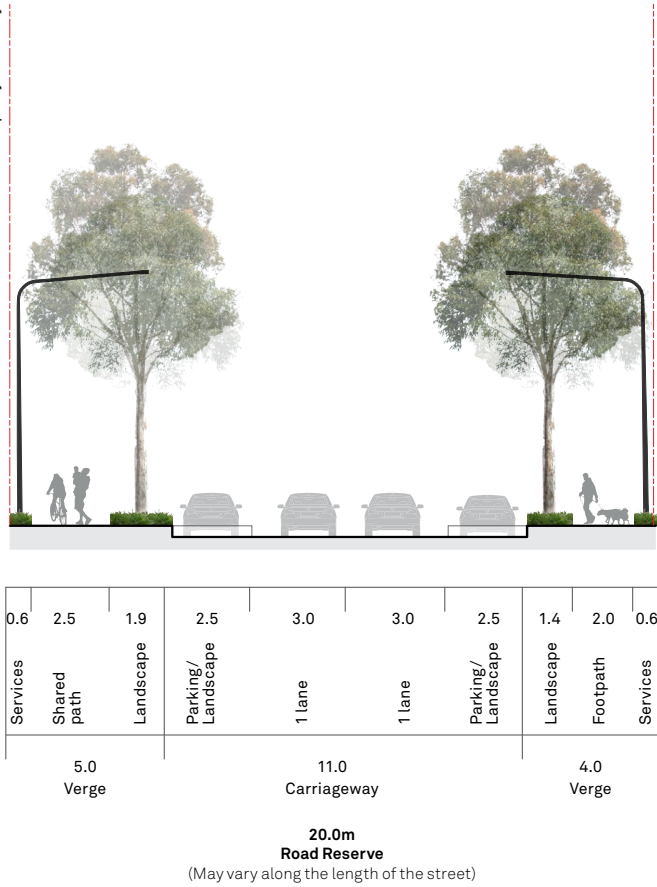 0.6 2.5 1.9 2.5 3.0 3.0 2.5 1.4 2.0 0.6
Services
Shared
path
Landscape
Parking/
Landscape
1 lane
1 lane
Parking/
Landscape
Landscape
Footpath
Services
5.0 11.0 4.0
Verge Carriageway Verge
20.0m
Road Reserve
(May vary along the length of the street)